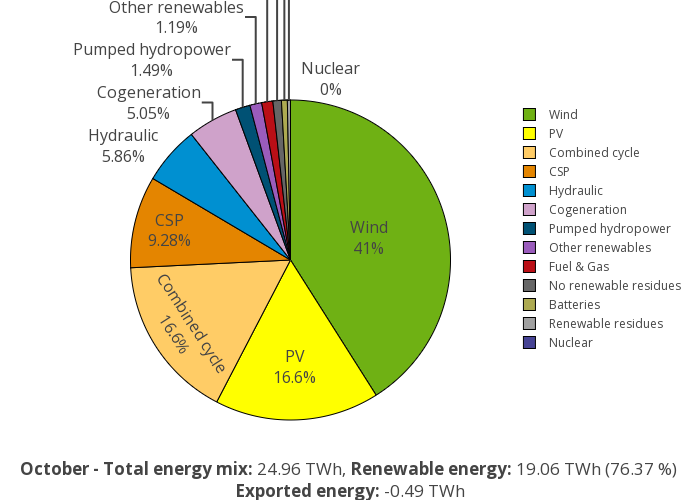 Other renewables
1.19%
Pumped hydropower
1.49%
Nuclear
0%
Cogeneration
5.05%
Hydraulic
5.86%
CSP
9.28%
Wind
41%
Combined cycle
16.6%
PV
16.6%
Wind
PV
Combined cycle
CSP
Hydraulic
Cogeneration
Pumped hydropower
Other renewables
Fuel & Gas
No renewable residues
Batteries
Renewable residues
Nuclear
October - Total energy mix: 24.96 TWh, Renewable energy: 19.06 TWh (76.37 %)
Exported energy: -0.49 TWh